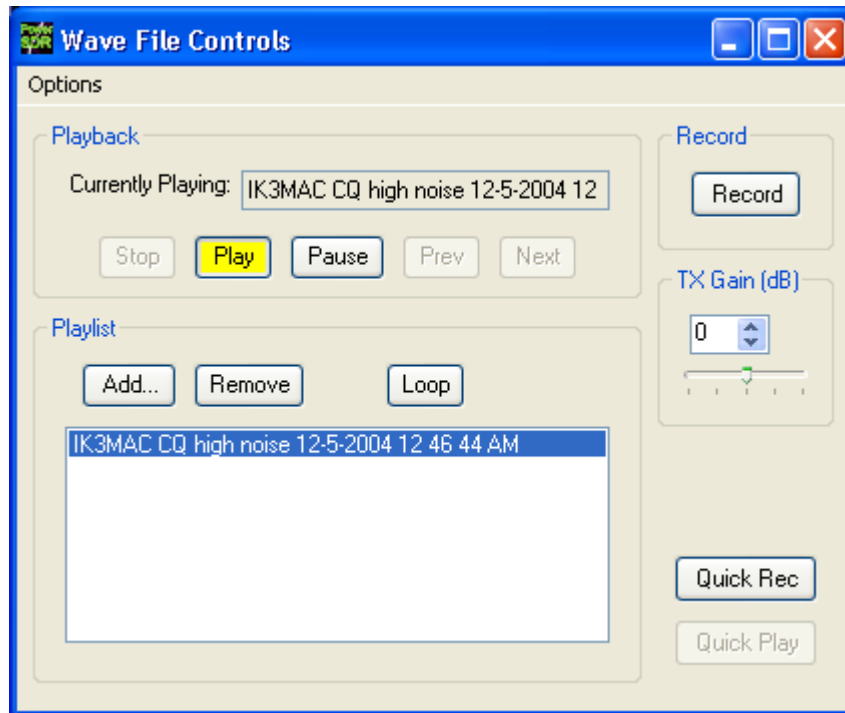 Power SDR Wave File Controls
Options
Playback
Currently Playing: IK3MAC CQ high noise 12-5-2004 12
Stop Play Pause Prev Next
Record
Record
TX Gain (dB)
0
Playlist
Add... Remove Loop
IK3MAC CQ high noise 12-5-2004 12 46 44 AM
Quick Rec
Quick Play